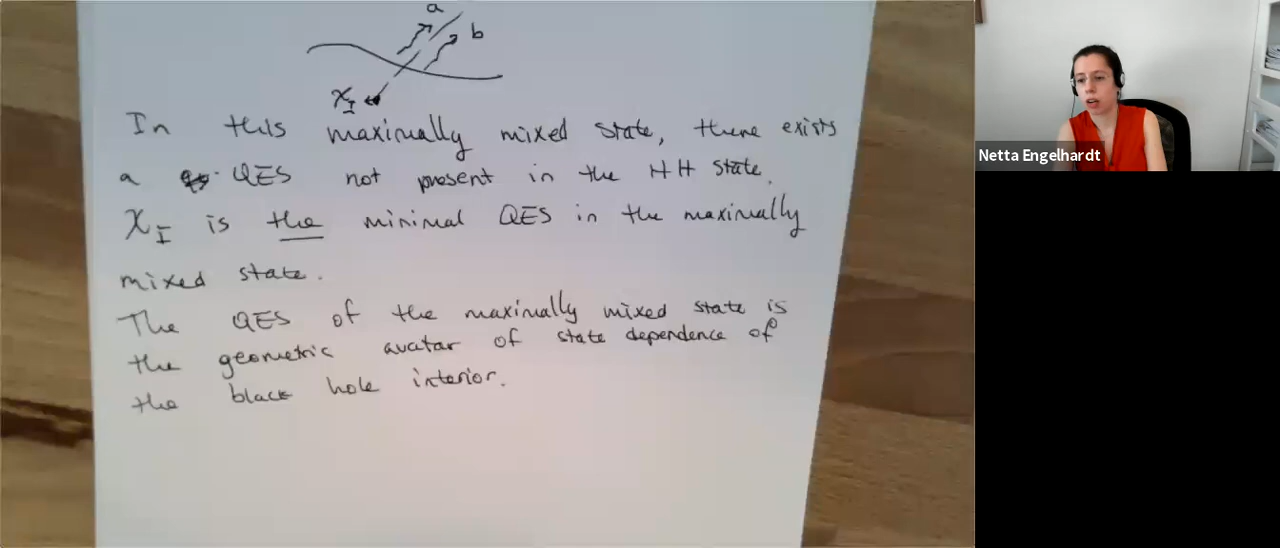 a
b
χ_I
In this maximally mixed state, there exists
a QES not present in the HH state.
χ_I is the minimal QES in the maximally
mixed state.
The QES of the maximally mixed state is
the geometric avatar of state dependence of
the black hole interior.
Netta Engelhardt